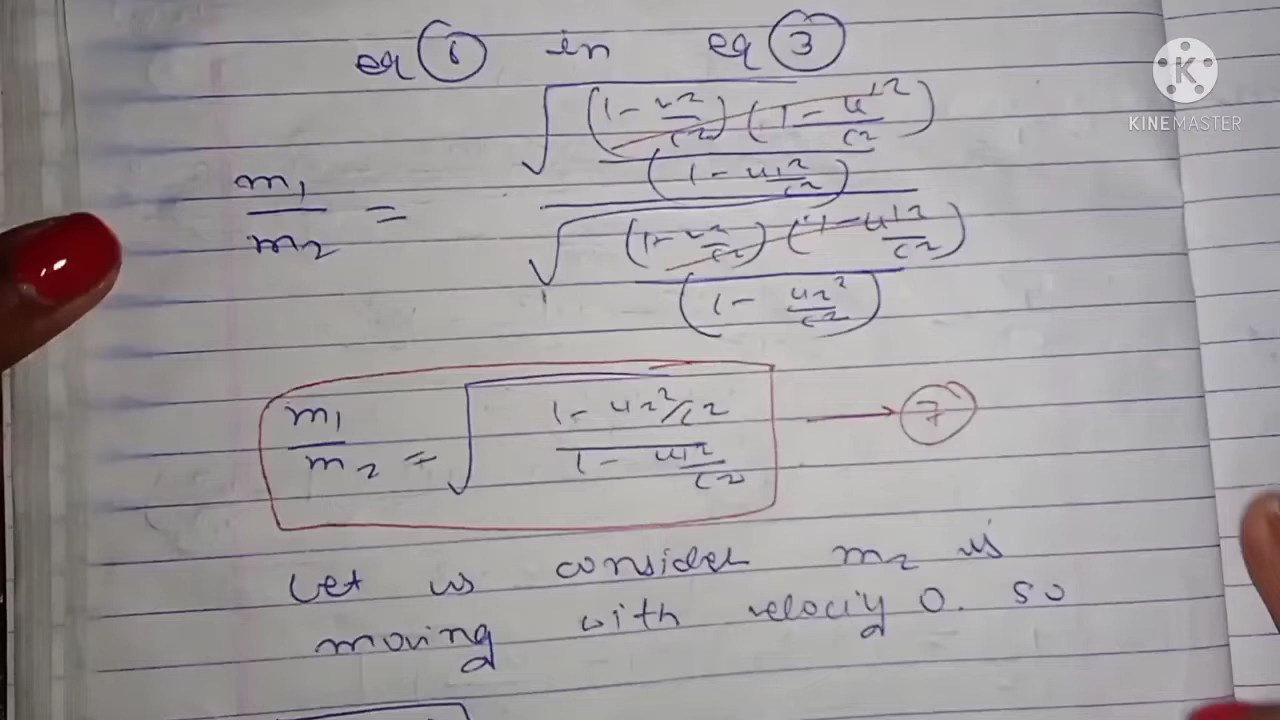 eq ⑥ in eq ③
K
KINEMASTER
m₁/m₂ = √((1 - v²/c²)(1 - u'²/c²) / (1 - u₁²/c²)) / √((1 - v²/c²)(1 - u'²/c²) / (1 - u₂²/c²))
m₁/m₂ = √((1 - u₂²/c²) / (1 - u₁²/c²)) → ⑦
Let us consider m₂ is
moving with velociy 0. so